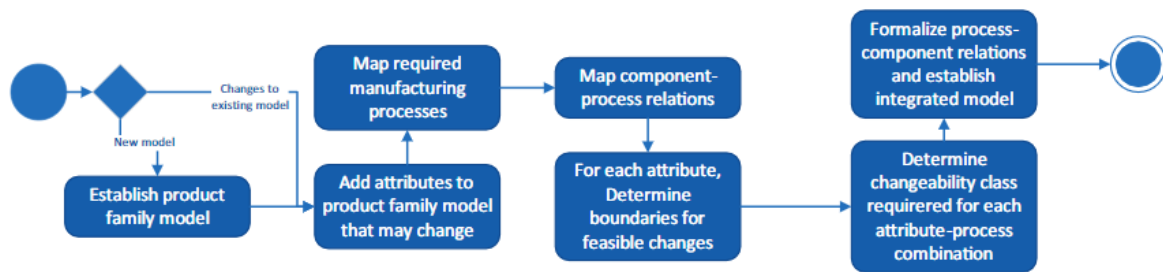 Changes to
existing model
New model
Establish product
family model
Add attributes to
product family model
that may change
Map required
manufacturing
processes
Map component-
process relations
For each attribute,
Determine
boundaries for
feasible changes
Determine
changeability class
requirered for each
attribute-process
combination
Formalize process-
component relations
and establish
integrated model